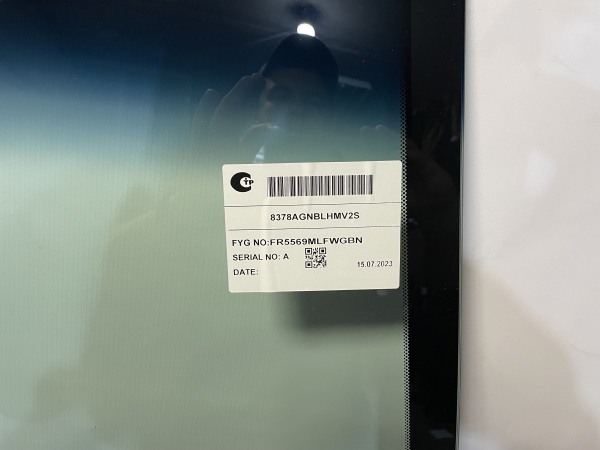 8378AGNBLHMV2S
FYG NO:FR5569MLFWGBN
SERIAL NO: A
DATE: 15.07.2023